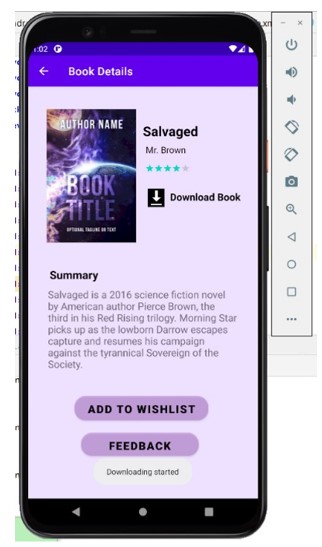 1:02
Book Details
AUTHOR NAME
BOOK
TITLE
OPTIONAL TAGLINE OR TEXT
Salvaged
Mr. Brown
Download Book
Summary
Salvaged is a 2016 science fiction novel
by American author Pierce Brown, the
third in his Red Rising trilogy. Morning Star
picks up as the lowborn Darrow escapes
capture and resumes his campaign
against the tyrannical Sovereign of the
Society.
ADD TO WISHLIST
FEEDBACK
Downloading started